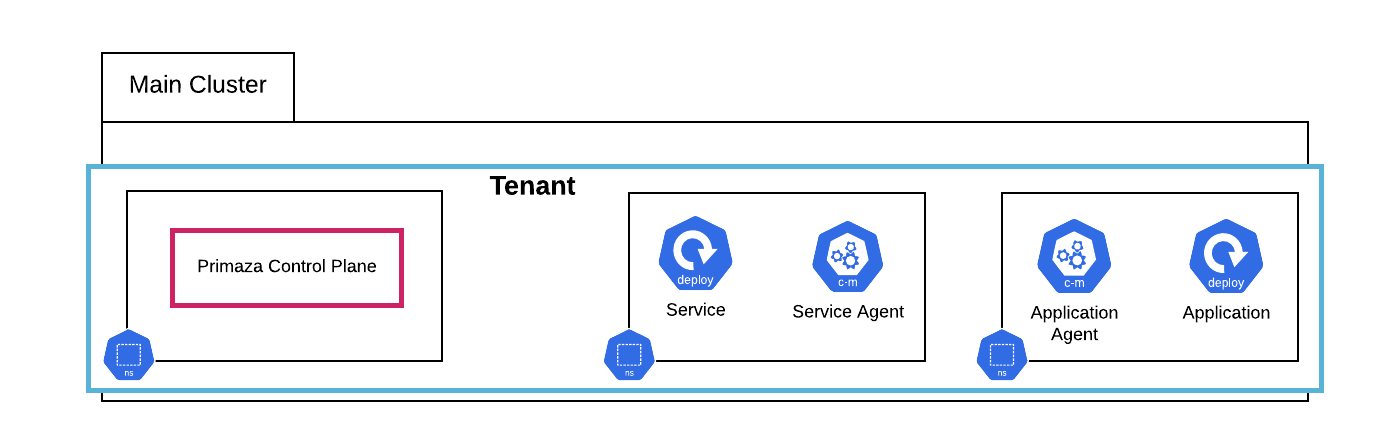 Main Cluster
Tenant
Primaza Control Plane
ns
deploy
Service
c-m
Service Agent
ns
c-m
Application
Agent
deploy
Application
ns